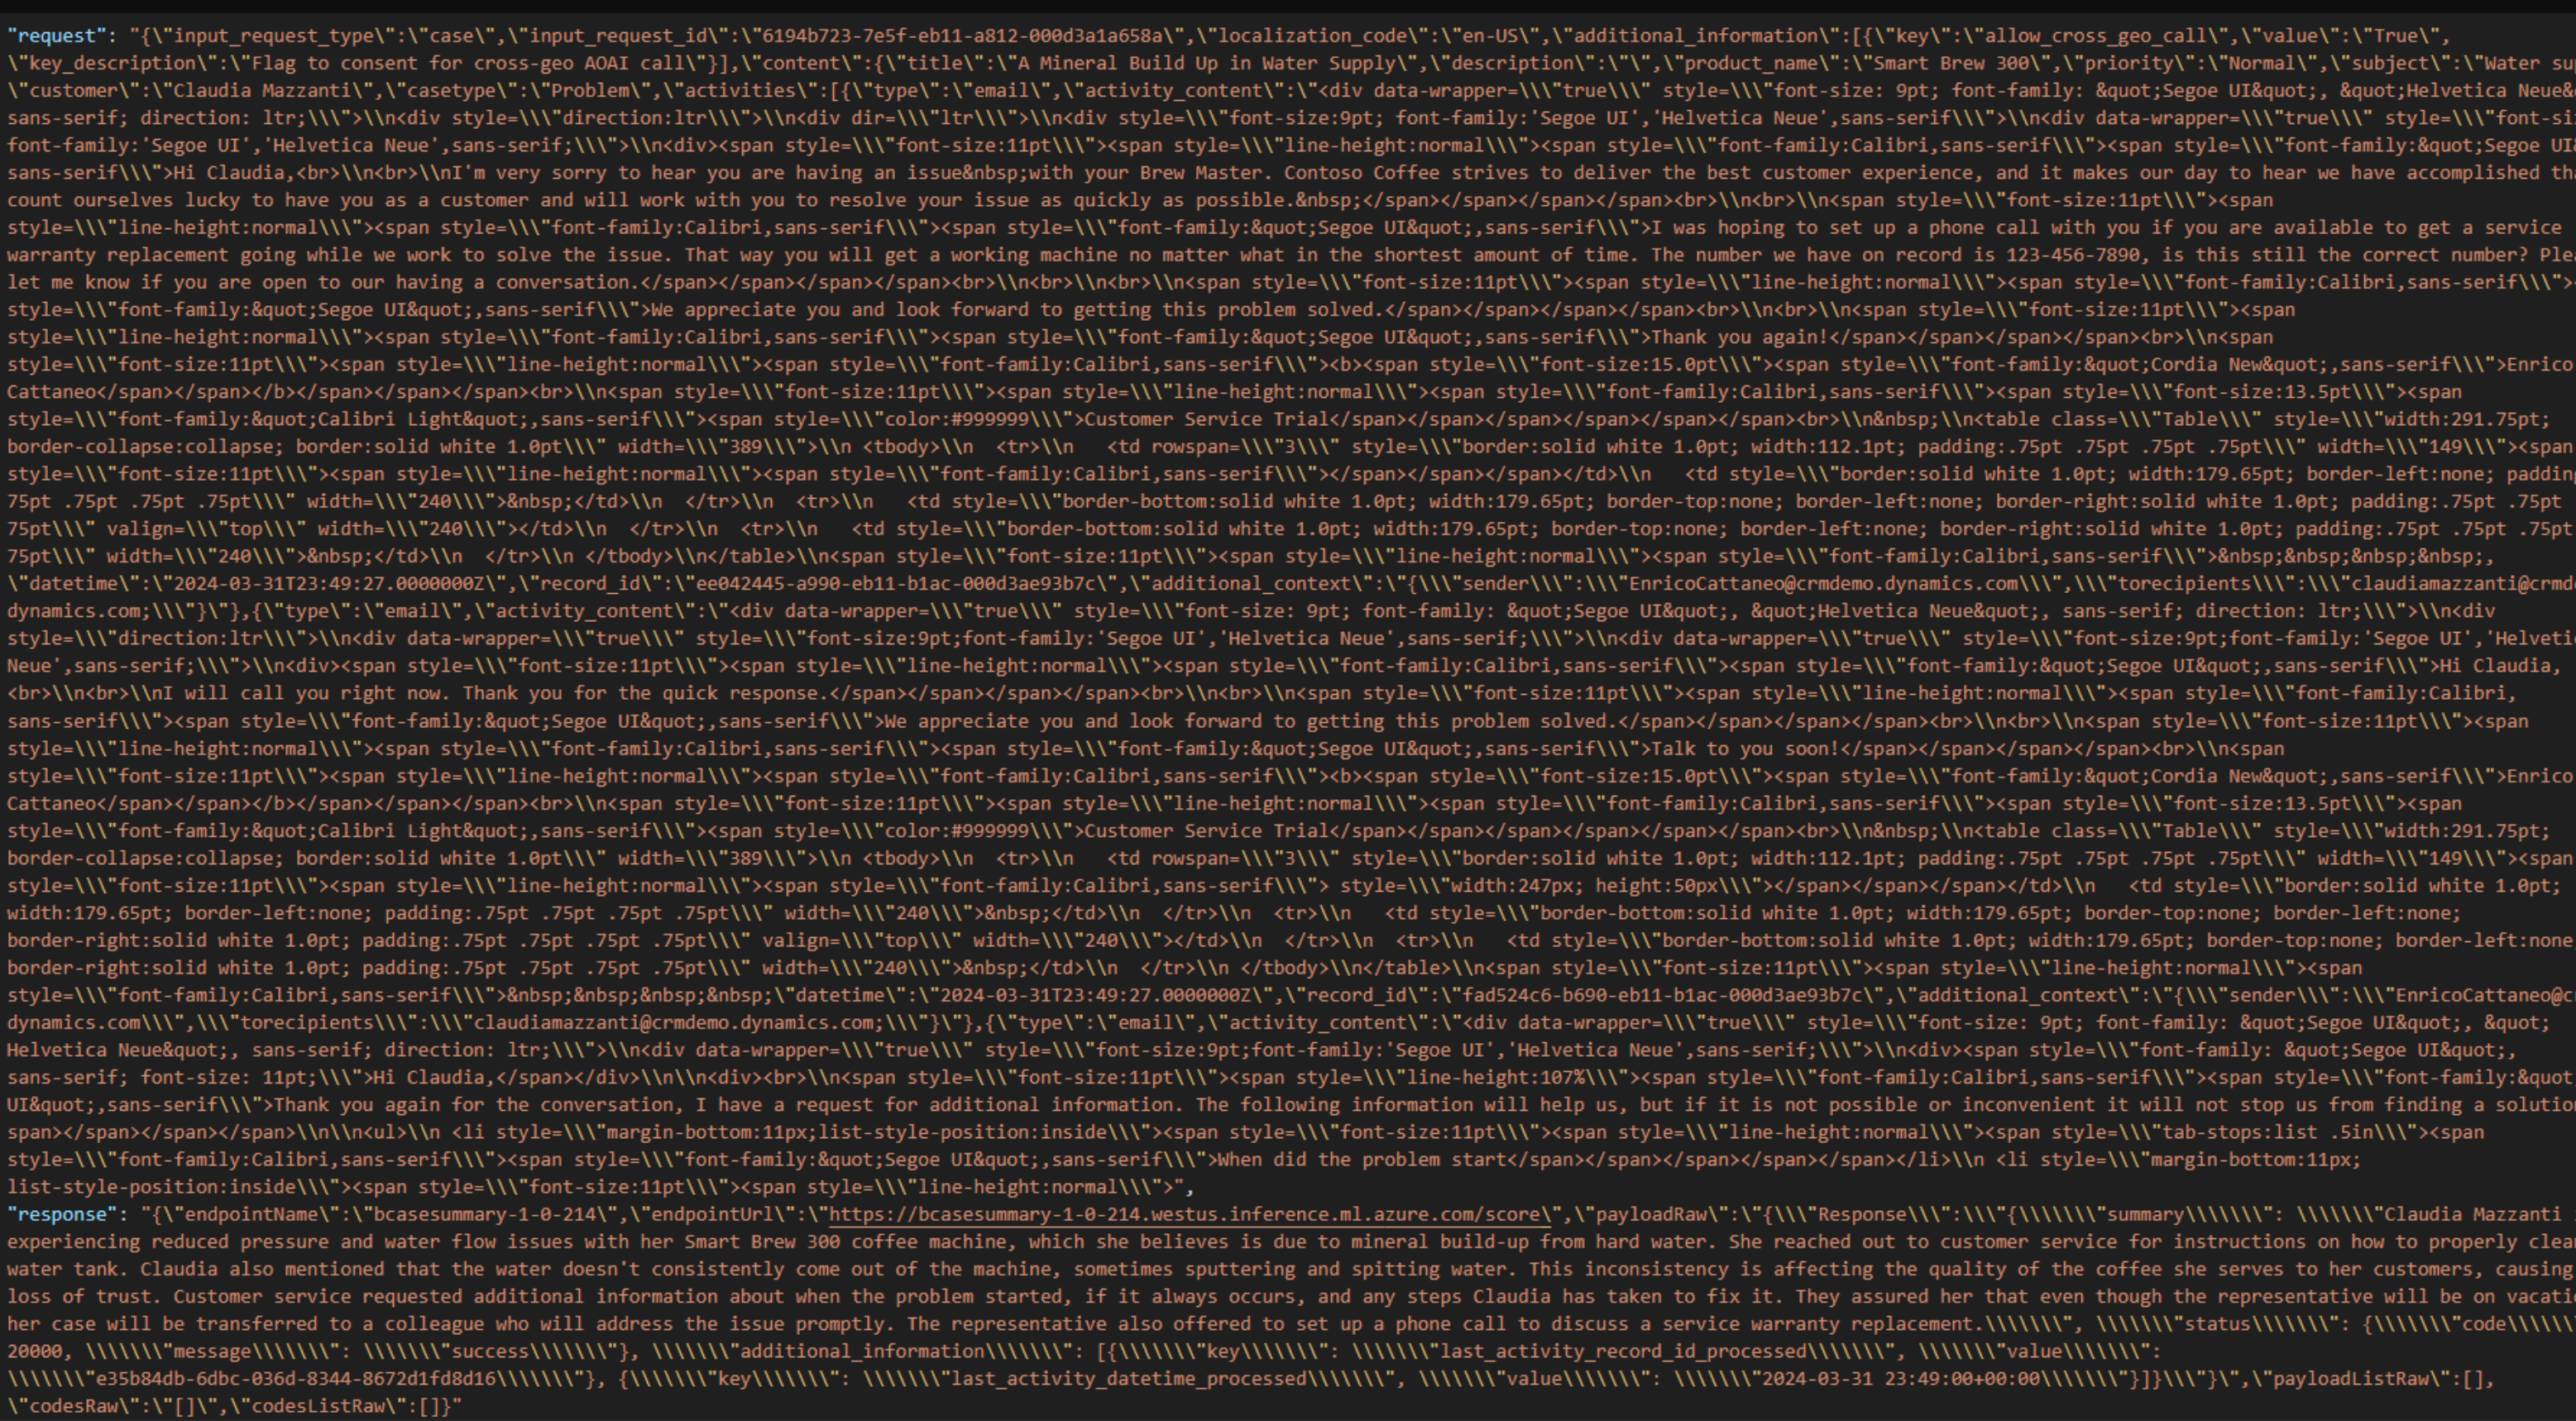 "request": "{\"input_request_type\":\"case\",\"input_request_id\":\"6194b723-7e5f-eb11-a812-000d3a1a658a\",\"localization_code\":\"en-US\",\"additional_information\":[{\"key\":\"allow_cross_geo_call\",\"value\":\"True\",
\"key_description\":\"Flag to consent for cross-geo AOAI call\"}],\"content\":{\"title\":\"A Mineral Build Up in Water Supply\",\"description\":\"\",\"product_name\":\"Smart Brew 300\",\"priority\":\"Normal\",\"subject\":\"Water
\"customer\":\"Claudia Mazzanti\",\"casetype\":\"Problem\",\"activities\":[{\"type\":\"email\",\"activity_content\":\"<div data-wrapper=\\\"true\\\" style=\\\"font-size: 9pt; font-family: &quot;Segoe UI&quot;, &quot;Helvetica Neue&
sans-serif; direction: ltr;\\\">\\n<div style=\\\"direction:ltr\\\">\\n<div dir=\\\"ltr\\\">\\n<div style=\\\"font-size:9pt; font-family:'Segoe UI','Helvetica Neue',sans-serif\\\">\\n<div data-wrapper=\\\"true\\\" style=\\\"font-si
font-family:'Segoe UI','Helvetica Neue',sans-serif;\\\">\\n<div><span style=\\\"font-size:11pt\\\"><span style=\\\"line-height:normal\\\"><span style=\\\"font-family:Calibri,sans-serif\\\"><span style=\\\"font-family:&quot;Segoe UI
sans-serif\\\">Hi Claudia,<br>\\n<br>\\nI'm very sorry to hear you are having an issue&nbsp;with your Brew Master. Contoso Coffee strives to deliver the best customer experience, and it makes our day to hear we have accomplished
count ourselves lucky to have you as a customer and will work with you to resolve your issue as quickly as possible.&nbsp;</span></span></span></span><br>\\n<br>\\n<span style=\\\"font-size:11pt\\\"><span
style=\\\"line-height:normal\\\"><span style=\\\"font-family:Calibri,sans-serif\\\"><span style=\\\"font-family:&quot;Segoe UI&quot;,sans-serif\\\">I was hoping to set up a phone call with you if you are available to get a service
warranty replacement going while we work to solve the issue. That way you will get a working machine no matter what in the shortest amount of time. The number we have on record is 123-456-7890, is this still the correct number?
let me know if you are open to our having a conversation.</span></span></span></span><br>\\n<br>\\n<br>\\n<span style=\\\"font-size:11pt\\\"><span style=\\\"line-height:normal\\\"><span style=\\\"font-family:Calibri,sans-serif\\\">
style=\\\"font-family:&quot;Segoe UI&quot;,sans-serif\\\">We appreciate you and look forward to getting this problem solved.</span></span></span></span><br>\\n<br>\\n<span style=\\\"font-size:11pt\\\"><span
style=\\\"line-height:normal\\\"><span style=\\\"font-family:Calibri,sans-serif\\\"><span style=\\\"font-family:&quot;Segoe UI&quot;,sans-serif\\\">Thank you again!</span></span></span></span><br>\\n<span
style=\\\"font-size:11pt\\\"><span style=\\\"line-height:normal\\\"><span style=\\\"font-family:Calibri,sans-serif\\\"><b><span style=\\\"font-size:15.0pt\\\"><span style=\\\"font-family:&quot;Cordia New&quot;,sans-serif\\\">Enrico
Cattaneo</span></span></b></span></span></span><br>\\n<span style=\\\"font-size:11pt\\\"><span style=\\\"line-height:normal\\\"><span style=\\\"font-family:Calibri,sans-serif\\\"><span style=\\\"font-size:13.5pt\\\"><span
style=\\\"font-family:&quot;Calibri Light&quot;,sans-serif\\\"><span style=\\\"color:#999999\\\">Customer Service Trial</span></span></span></span></span></span><br>\\n&nbsp;\\n<table class=\\\"Table\\\" style=\\\"width:291.75pt;
border-collapse:collapse; border:solid white 1.0pt\\\" width=\\\"389\\\">\\n <tbody>\\n  <tr>\\n   <td rowspan=\\\"3\\\" style=\\\"border:solid white 1.0pt; width:112.1pt; padding:.75pt .75pt .75pt .75pt\\\" width=\\\"149\\\"><span
style=\\\"font-size:11pt\\\"><span style=\\\"line-height:normal\\\"><span style=\\\"font-family:Calibri,sans-serif\\\"></span></span></span></td>\\n   <td style=\\\"border:solid white 1.0pt; width:179.65pt; border-left:none; padding
75pt .75pt .75pt .75pt\\\" width=\\\"240\\\">&nbsp;</td>\\n  </tr>\\n  <tr>\\n   <td style=\\\"border-bottom:solid white 1.0pt; width:179.65pt; border-top:none; border-left:none; border-right:solid white 1.0pt; padding:.75pt .75pt
75pt\\\" valign=\\\"top\\\" width=\\\"240\\\"></td>\\n  </tr>\\n  <tr>\\n   <td style=\\\"border-bottom:solid white 1.0pt; width:179.65pt; border-top:none; border-left:none; border-right:solid white 1.0pt; padding:.75pt .75pt .75pt
75pt\\\" width=\\\"240\\\">&nbsp;</td>\\n  </tr>\\n </tbody>\\n</table>\\n<span style=\\\"font-size:11pt\\\"><span style=\\\"line-height:normal\\\"><span style=\\\"font-family:Calibri,sans-serif\\\">&nbsp;&nbsp;&nbsp;&nbsp;,
\"datetime\":\"2024-03-31T23:49:27.0000000Z\",\"record_id\":\"ee042445-a990-eb11-b1ac-000d3ae93b7c\",\"additional_context\":\"{\\\"sender\\\":\\\"EnricoCattaneo@crmdemo.dynamics.com\\\",\\\"torecipients\\\":\\\"claudiamazzanti@crmd
dynamics.com;\\\"}\"},{\"type\":\"email\",\"activity_content\":\"<div data-wrapper=\\\"true\\\" style=\\\"font-size: 9pt; font-family: &quot;Segoe UI&quot;, &quot;Helvetica Neue&quot;, sans-serif; direction: ltr;\\\">\\n<div
style=\\\"direction:ltr\\\">\\n<div data-wrapper=\\\"true\\\" style=\\\"font-size:9pt;font-family:'Segoe UI','Helvetica Neue',sans-serif;\\\">\\n<div data-wrapper=\\\"true\\\" style=\\\"font-size:9pt;font-family:'Segoe UI','Helveti
Neue',sans-serif;\\\">\\n<div><span style=\\\"font-size:11pt\\\"><span style=\\\"line-height:normal\\\"><span style=\\\"font-family:Calibri,sans-serif\\\"><span style=\\\"font-family:&quot;Segoe UI&quot;,sans-serif\\\">Hi Claudia,
<br>\\n<br>\\nI will call you right now. Thank you for the quick response.</span></span></span></span><br>\\n<br>\\n<span style=\\\"font-size:11pt\\\"><span style=\\\"line-height:normal\\\"><span style=\\\"font-family:Calibri,
sans-serif\\\"><span style=\\\"font-family:&quot;Segoe UI&quot;,sans-serif\\\">We appreciate you and look forward to getting this problem solved.</span></span></span></span><br>\\n<br>\\n<span style=\\\"font-size:11pt\\\"><span
style=\\\"line-height:normal\\\"><span style=\\\"font-family:Calibri,sans-serif\\\"><span style=\\\"font-family:&quot;Segoe UI&quot;,sans-serif\\\">Talk to you soon!</span></span></span></span><br>\\n<span
style=\\\"font-size:11pt\\\"><span style=\\\"line-height:normal\\\"><span style=\\\"font-family:Calibri,sans-serif\\\"><b><span style=\\\"font-size:15.0pt\\\"><span style=\\\"font-family:&quot;Cordia New&quot;,sans-serif\\\">Enrico
Cattaneo</span></span></b></span></span></span><br>\\n<span style=\\\"font-size:11pt\\\"><span style=\\\"line-height:normal\\\"><span style=\\\"font-family:Calibri,sans-serif\\\"><span style=\\\"font-size:13.5pt\\\"><span
style=\\\"font-family:&quot;Calibri Light&quot;,sans-serif\\\"><span style=\\\"color:#999999\\\">Customer Service Trial</span></span></span></span></span></span><br>\\n&nbsp;\\n<table class=\\\"Table\\\" style=\\\"width:291.75pt;
border-collapse:collapse; border:solid white 1.0pt\\\" width=\\\"389\\\">\\n <tbody>\\n  <tr>\\n   <td rowspan=\\\"3\\\" style=\\\"border:solid white 1.0pt; width:112.1pt; padding:.75pt .75pt .75pt .75pt\\\" width=\\\"149\\\"><span
style=\\\"font-size:11pt\\\"><span style=\\\"line-height:normal\\\"><span style=\\\"font-family:Calibri,sans-serif\\\"> style=\\\"width:247px; height:50px\\\"></span></span></span></td>\\n   <td style=\\\"border:solid white 1.0pt;
width:179.65pt; border-left:none; padding:.75pt .75pt .75pt .75pt\\\" width=\\\"240\\\">&nbsp;</td>\\n  </tr>\\n  <tr>\\n   <td style=\\\"border-bottom:solid white 1.0pt; width:179.65pt; border-top:none; border-left:none;
border-right:solid white 1.0pt; padding:.75pt .75pt .75pt .75pt\\\" valign=\\\"top\\\" width=\\\"240\\\"></td>\\n  </tr>\\n  <tr>\\n   <td style=\\\"border-bottom:solid white 1.0pt; width:179.65pt; border-top:none; border-left:none
border-right:solid white 1.0pt; padding:.75pt .75pt .75pt .75pt\\\" width=\\\"240\\\">&nbsp;</td>\\n  </tr>\\n </tbody>\\n</table>\\n<span style=\\\"font-size:11pt\\\"><span style=\\\"line-height:normal\\\"><span
style=\\\"font-family:Calibri,sans-serif\\\">&nbsp;&nbsp;&nbsp;&nbsp;\"datetime\":\"2024-03-31T23:49:27.0000000Z\",\"record_id\":\"fad524c6-b690-eb11-b1ac-000d3ae93b7c\",\"additional_context\":\"{\\\"sender\\\":\\\"EnricoCattaneo@c
dynamics.com\\\",\\\"torecipients\\\":\\\"claudiamazzanti@crmdemo.dynamics.com;\\\"}\"},{\"type\":\"email\",\"activity_content\":\"<div data-wrapper=\\\"true\\\" style=\\\"font-size: 9pt; font-family: &quot;Segoe UI&quot;, &quot;
Helvetica Neue&quot;, sans-serif; direction: ltr;\\\">\\n<div data-wrapper=\\\"true\\\" style=\\\"font-size:9pt;font-family:'Segoe UI','Helvetica Neue',sans-serif;\\\">\\n<div><span style=\\\"font-family: &quot;Segoe UI&quot;,
sans-serif; font-size: 11pt;\\\">Hi Claudia,</span></div>\\n\\n<div><br>\\n<span style=\\\"font-size:11pt\\\"><span style=\\\"line-height:107%\\\"><span style=\\\"font-family:Calibri,sans-serif\\\"><span style=\\\"font-family:&quot
UI&quot;,sans-serif\\\">Thank you again for the conversation, I have a request for additional information. The following information will help us, but if it is not possible or inconvenient it will not stop us from finding a
span></span></span></span>\\n\\n<ul>\\n <li style=\\\"margin-bottom:11px;list-style-position:inside\\\"><span style=\\\"font-size:11pt\\\"><span style=\\\"line-height:normal\\\"><span style=\\\"tab-stops:list .5in\\\"><span
style=\\\"font-family:Calibri,sans-serif\\\"><span style=\\\"font-family:&quot;Segoe UI&quot;,sans-serif\\\">When did the problem start</span></span></span></span></span></li>\\n <li style=\\\"margin-bottom:11px;
list-style-position:inside\\\"><span style=\\\"font-size:11pt\\\"><span style=\\\"line-height:normal\\\">",
"response": "{\"endpointName\":\"bcasesummary-1-0-214\",\"endpointUrl\":\"https://bcasesummary-1-0-214.westus.inference.ml.azure.com/score\",\"payloadRaw\":\"{\\\"Response\\\":\\\"{\\\\\\\"summary\\\\\\\": \\\\\\\"Claudia Mazzanti
experiencing reduced pressure and water flow issues with her Smart Brew 300 coffee machine, which she believes is due to mineral build-up from hard water. She reached out to customer service for instructions on how to properly
water tank. Claudia also mentioned that the water doesn't consistently come out of the machine, sometimes sputtering and spitting water. This inconsistency is affecting the quality of the coffee she serves to her customers, causing
loss of trust. Customer service requested additional information about when the problem started, if it always occurs, and any steps Claudia has taken to fix it. They assured her that even though the representative will be on
her case will be transferred to a colleague who will address the issue promptly. The representative also offered to set up a phone call to discuss a service warranty replacement.\\\\\\\", \\\\\\\"status\\\\\\\": {\\\\\\\"code\\\\\\
20000, \\\\\\\"message\\\\\\\": \\\\\\\"success\\\\\\\"}, \\\\\\\"additional_information\\\\\\\": [{\\\\\\\"key\\\\\\\": \\\\\\\"last_activity_record_id_processed\\\\\\\", \\\\\\\"value\\\\\\\":
\\\\\\\"e35b84db-6dbc-036d-8344-8672d1fd8d16\\\\\\\"}, {\\\\\\\"key\\\\\\\": \\\\\\\"last_activity_datetime_processed\\\\\\\", \\\\\\\"value\\\\\\\": \\\\\\\"2024-03-31 23:49:00+00:00\\\\\\\"}]}\\\"}\",\"payloadListRaw\":[],
\"codesRaw\":\"[]\",\"codesListRaw\":[]}"